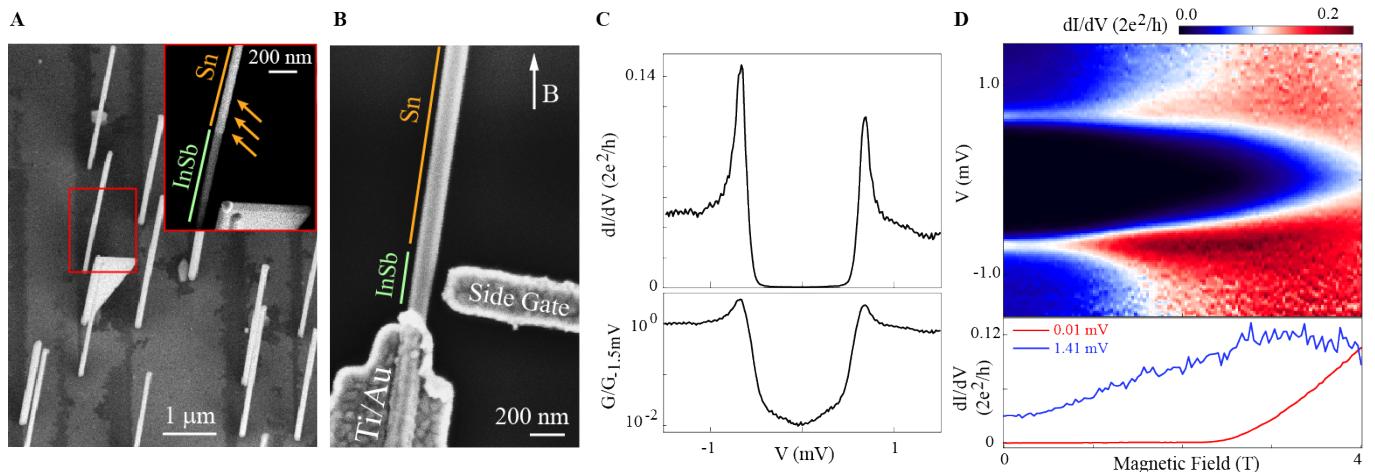 A
200 nm
Sn
InSb
1 μm
B
Sn
B
InSb
Side Gate
Ti/Au
200 nm
C
0.14
dI/dV (2e²/h)
0
10⁰
G/G-1.5mV
10⁻²
-1
1
V (mV)
D
dI/dV (2e²/h)
0.0
0.2
1.0
V (mV)
-1.0
0.12
0.01 mV
1.41 mV
dI/dV
(2e²/h)
0
0
Magnetic Field (T)
4